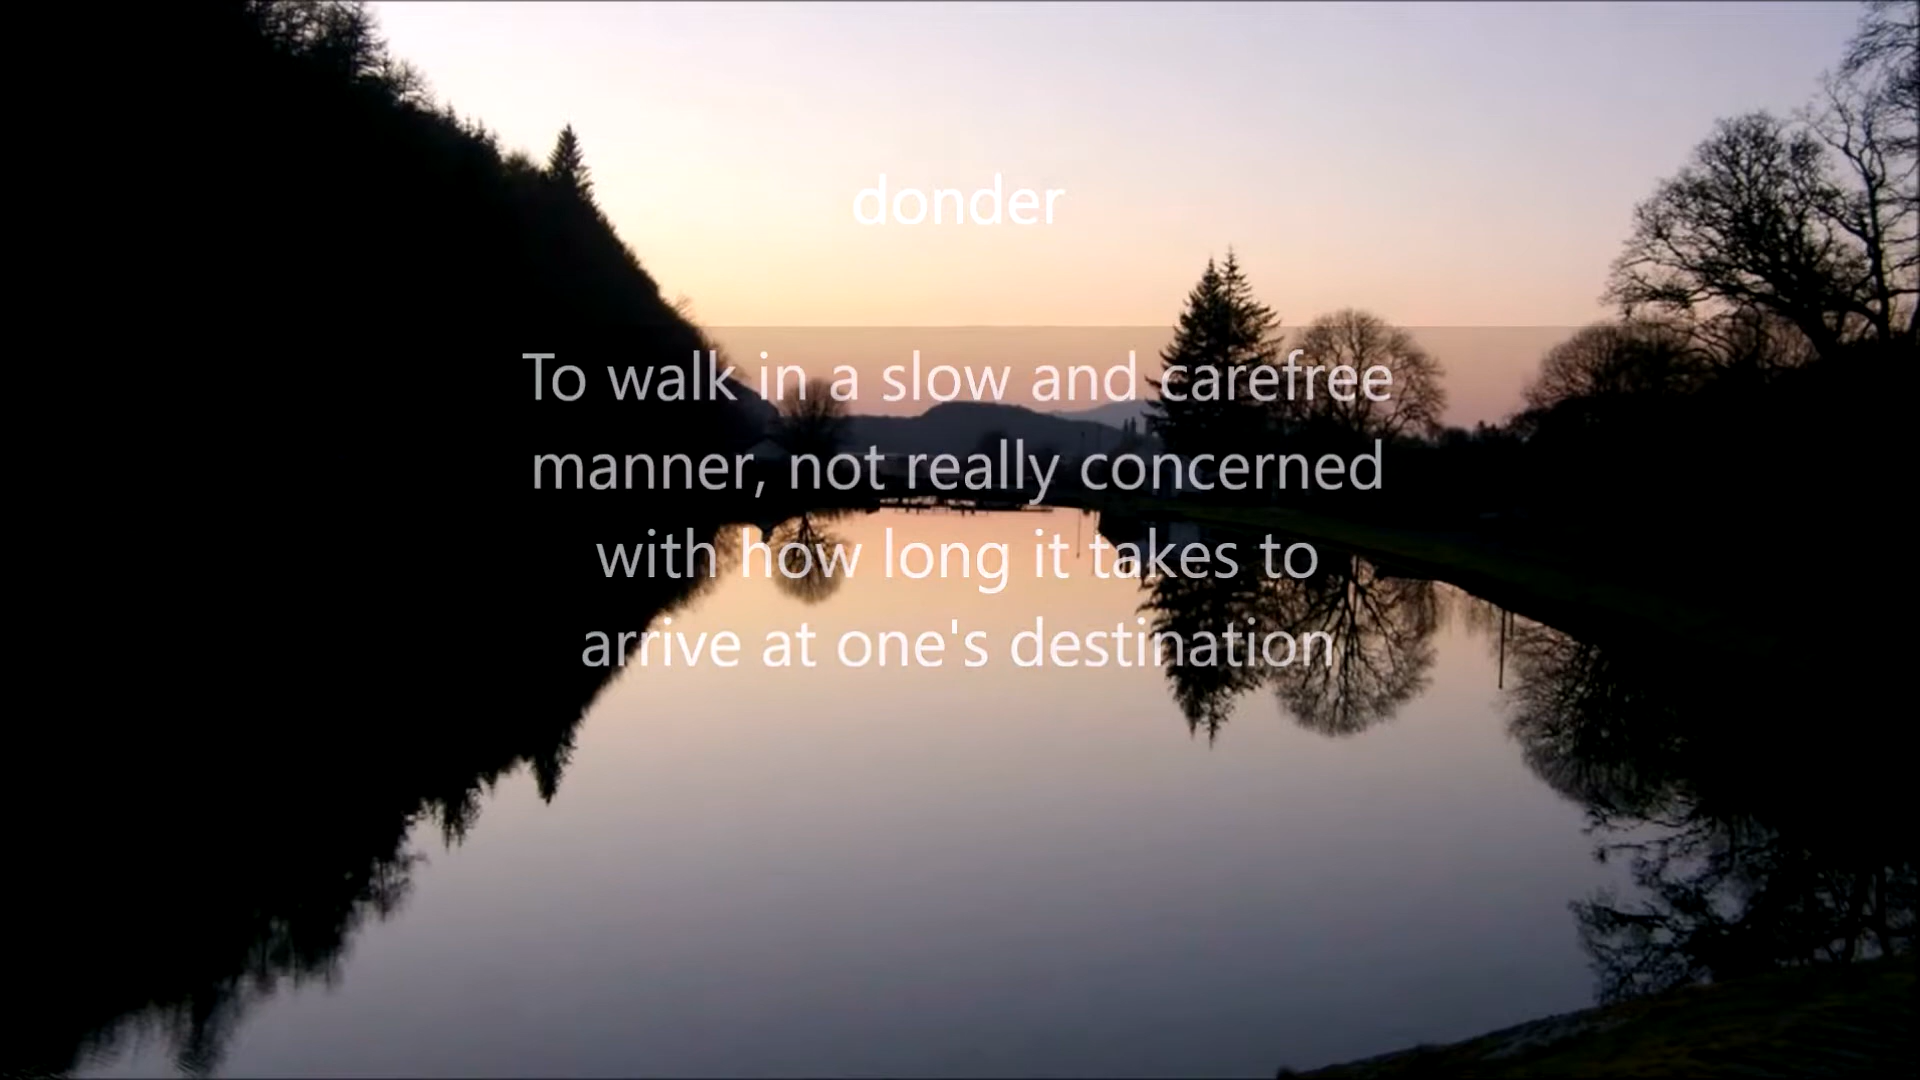 donder
To walk in a slow and carefree
manner, not really concerned
with how long it takes to
arrive at one's destination